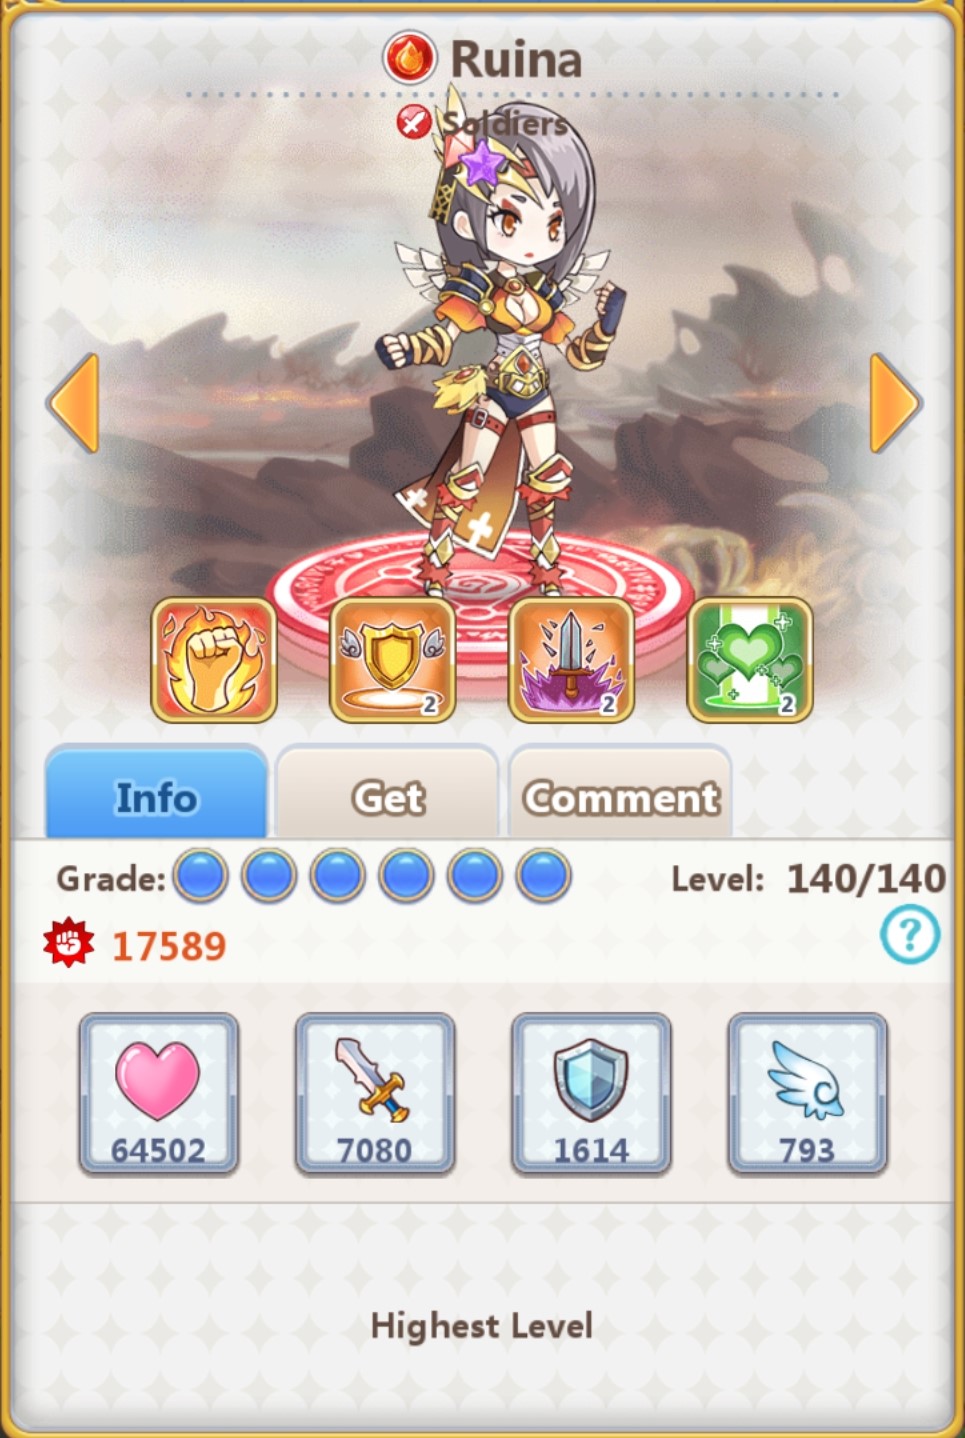 Ruina
Soldiers
2 2 2
Info Get Comment
Grade: Level: 140/140
17589 ?
64502 7080 1614 793
Highest Level